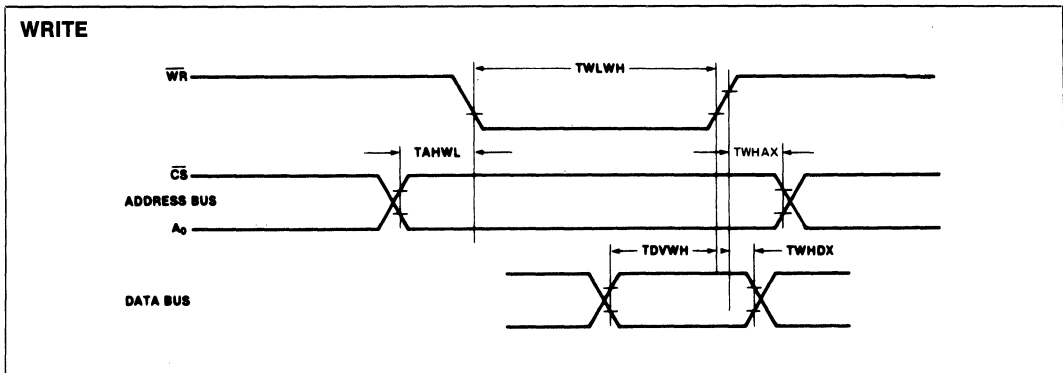 WRITE
WR
TWLWH
TAHWL
TWHAX
CS
ADDRESS BUS
A₀
TDVWH
TWHDX
DATA BUS